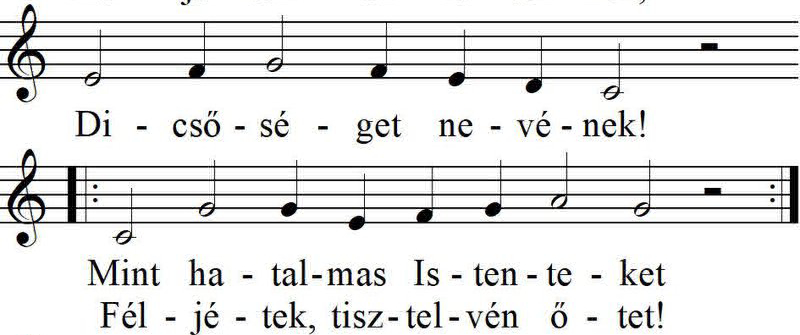 Di - cső - sé - get ne - vé - nek!
Mint ha - tal - mas Is - ten - te - ket
Fél - jé - tek, tisz - tel - vén ő - tet!